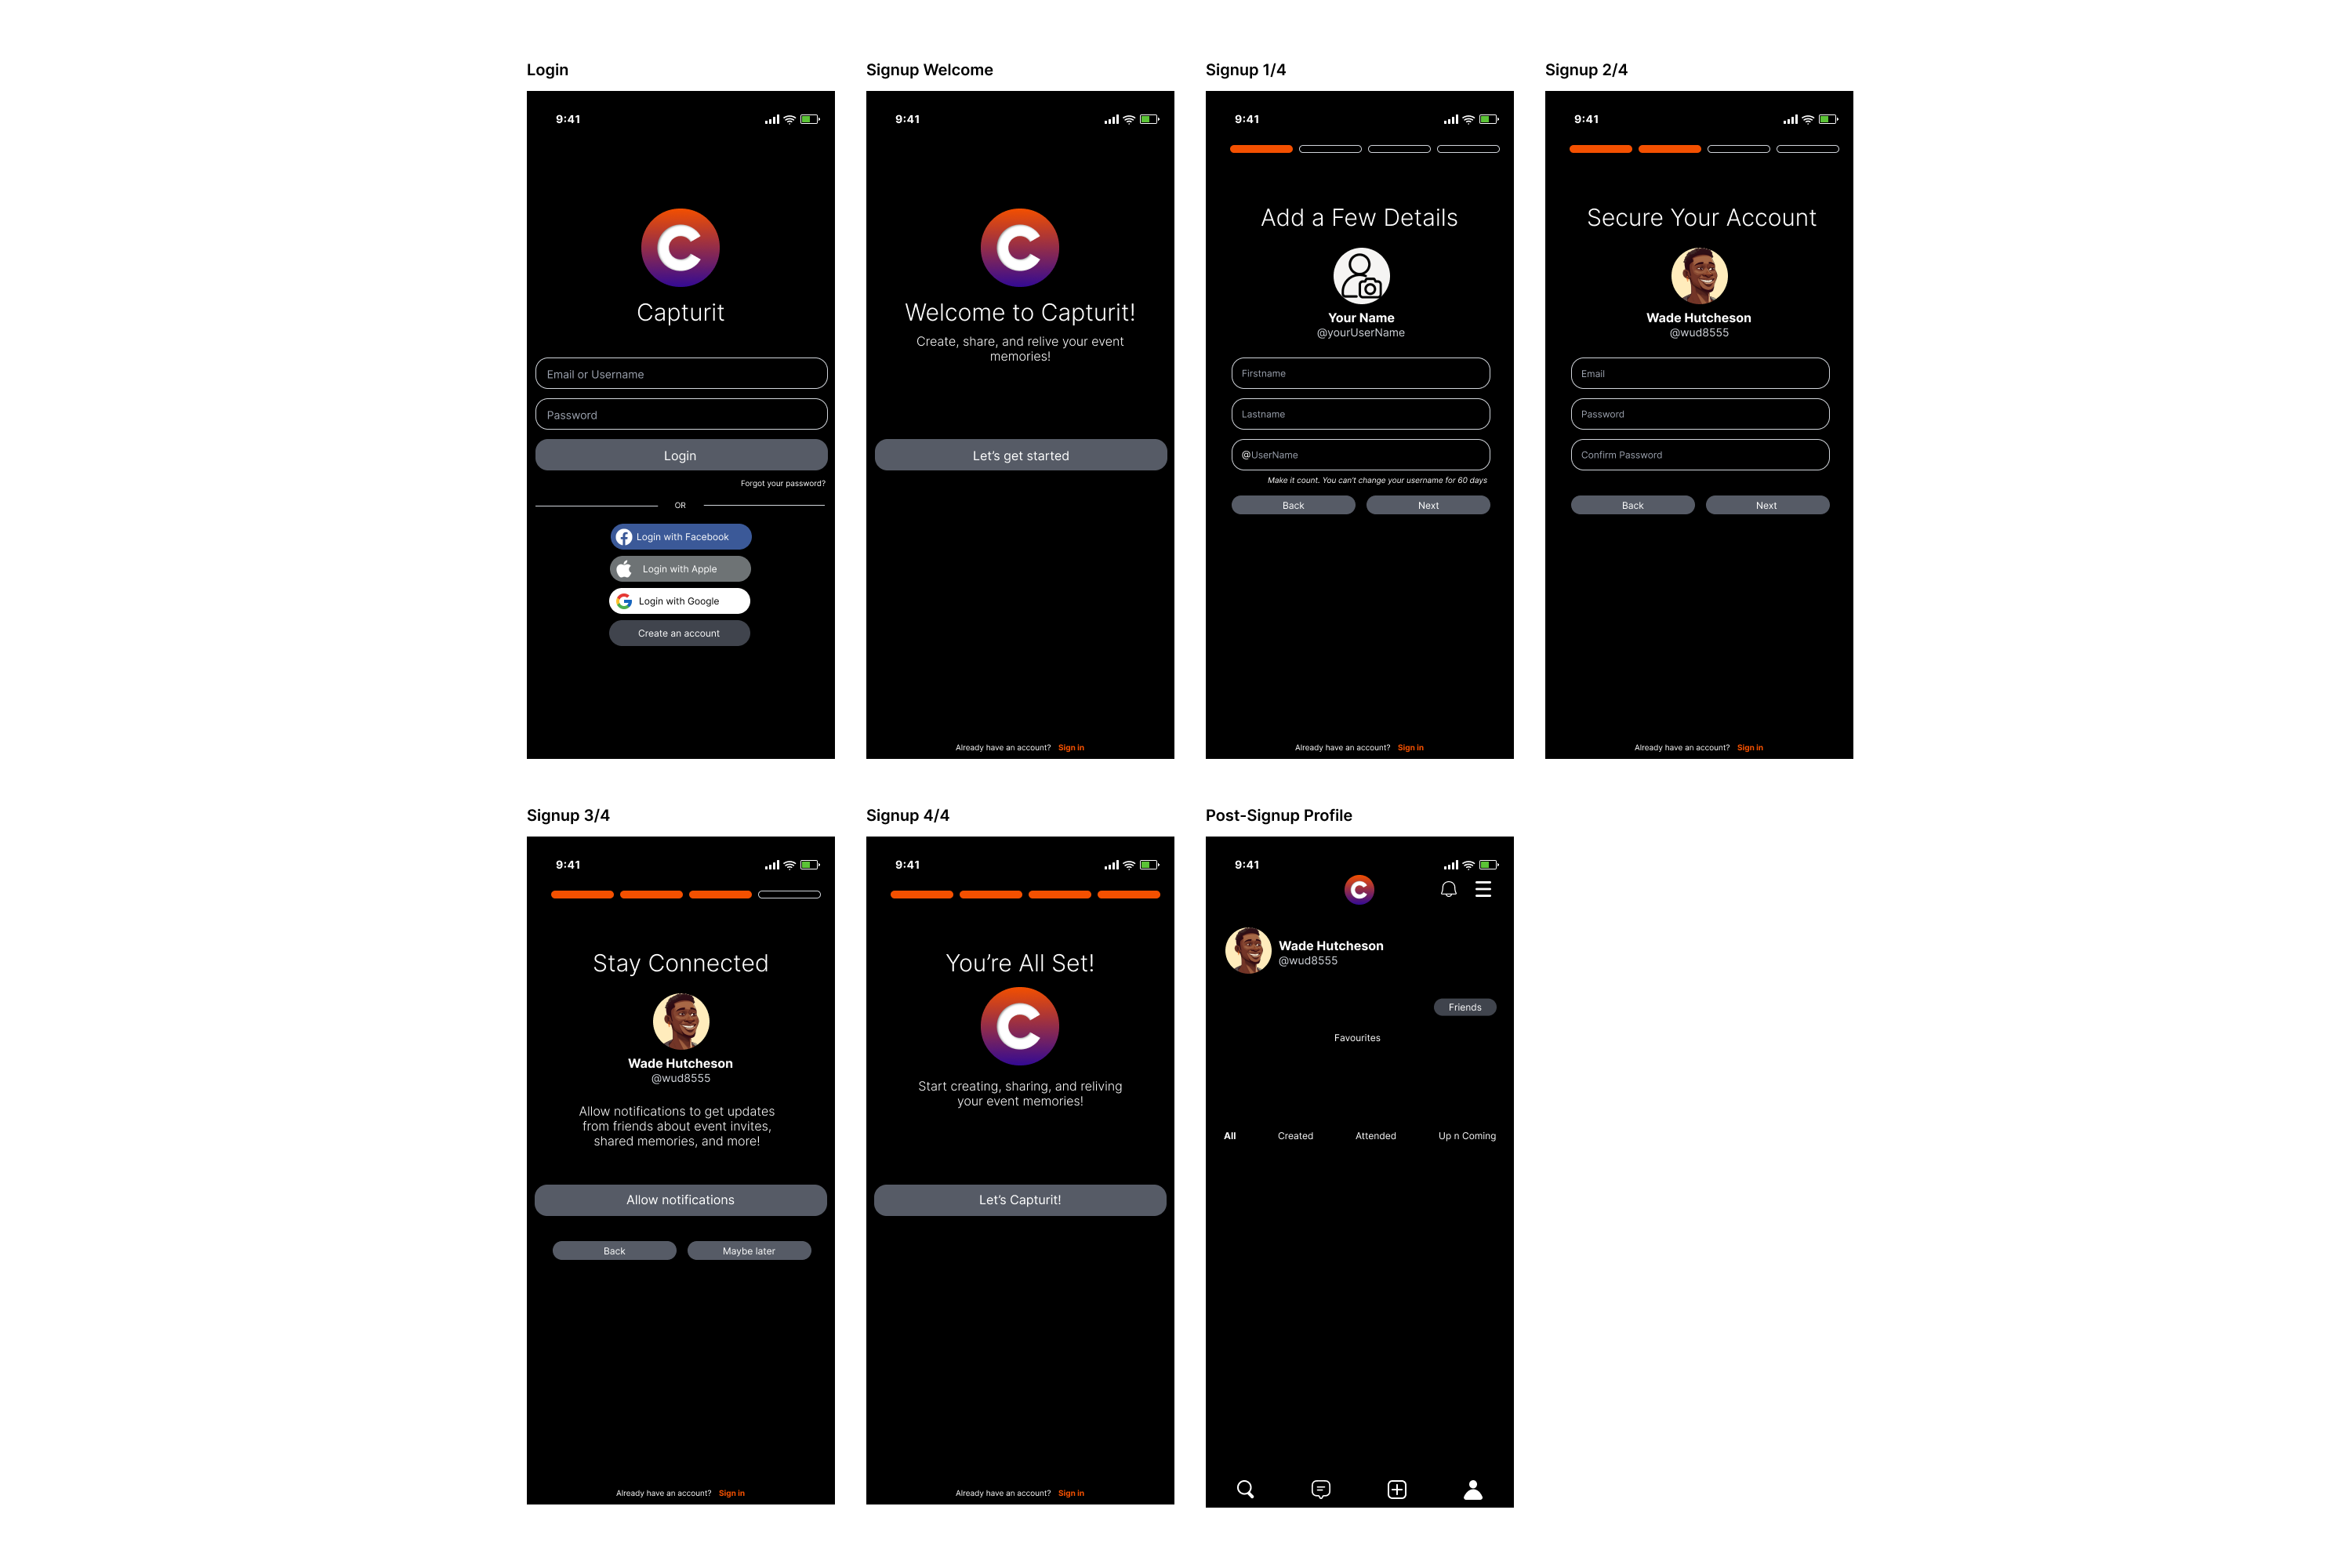 Login
9:41
C
Capturit
Email or Username
Password
Login
Forgot your password?
OR
Login with Facebook
Login with Apple
Login with Google
Create an account
Signup Welcome
9:41
C
Welcome to Capturit!
Create, share, and relive your event
memories!
Let's get started
Already have an account? Sign in
Signup 1/4
9:41
Add a Few Details
Your Name
@yourUserName
Firstname
Lastname
@UserName
Make it count. You can't change your username for 60 days
Back Next
Already have an account? Sign in
Signup 2/4
9:41
Secure Your Account
Wade Hutcheson
@wud8555
Email
Password
Confirm Password
Back Next
Already have an account? Sign in
Signup 3/4
9:41
Stay Connected
Wade Hutcheson
@wud8555
Allow notifications to get updates
from friends about event invites,
shared memories, and more!
Allow notifications
Back Maybe later
Already have an account? Sign in
Signup 4/4
9:41
You're All Set!
C
Start creating, sharing, and reliving
your event memories!
Let's Capturit!
Already have an account? Sign in
Post-Signup Profile
9:41
C
Wade Hutcheson
@wud8555
Friends
Favourites
All Created Attended Up n Coming